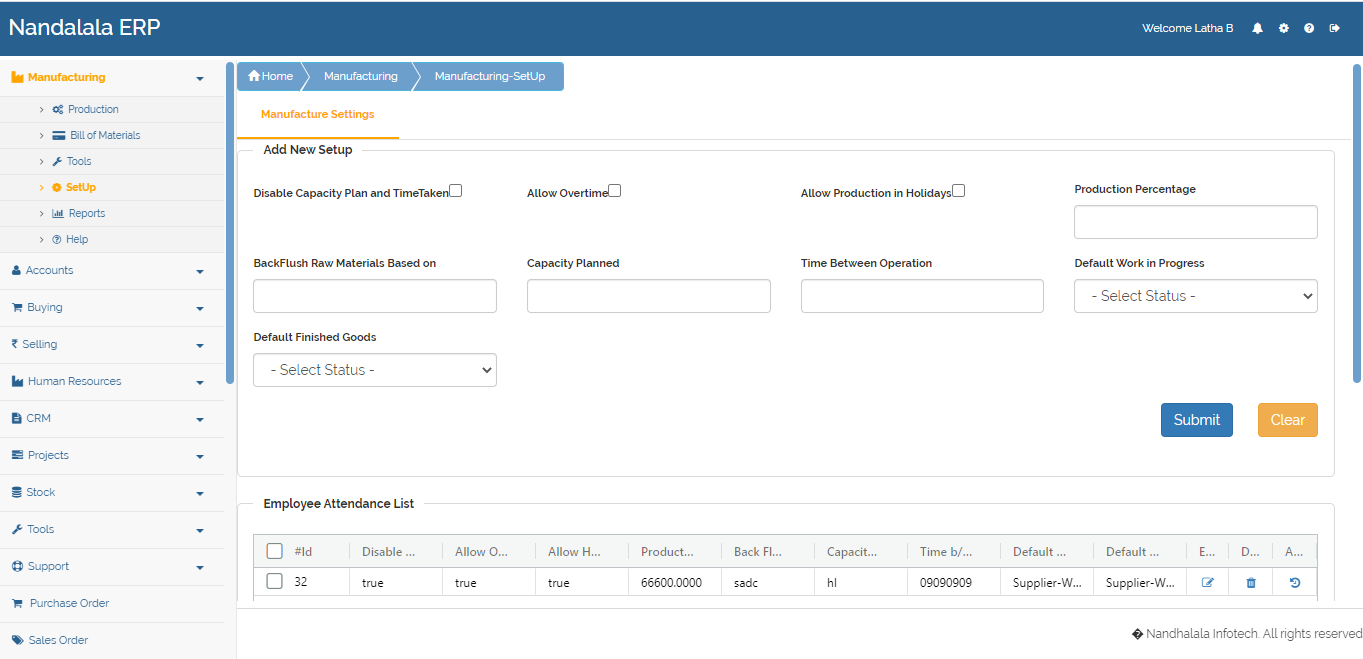 Nandalala ERP
Welcome Latha B
Manufacturing
Production
Bill of Materials
Tools
SetUp
Reports
Help
Accounts
Buying
Selling
Human Resources
CRM
Projects
Stock
Tools
Support
Purchase Order
Sales Order
Home Manufacturing Manufacturing-SetUp
Manufacture Settings
Add New Setup
Disable Capacity Plan and TimeTaken Allow Overtime Allow Production in Holidays Production Percentage
BackFlush Raw Materials Based on Capacity Planned Time Between Operation Default Work in Progress
- Select Status -
Default Finished Goods
- Select Status -
Submit Clear
Employee Attendance List
#Id Disable ... Allow O... Allow H... Product... Back Fl... Capacit... Time b/... Default ... Default ... E... D... A...
32 true true true 66600.0000 sadc hl 09090909 Supplier-W... Supplier-W...
� Nandhalala Infotech. All rights reserved